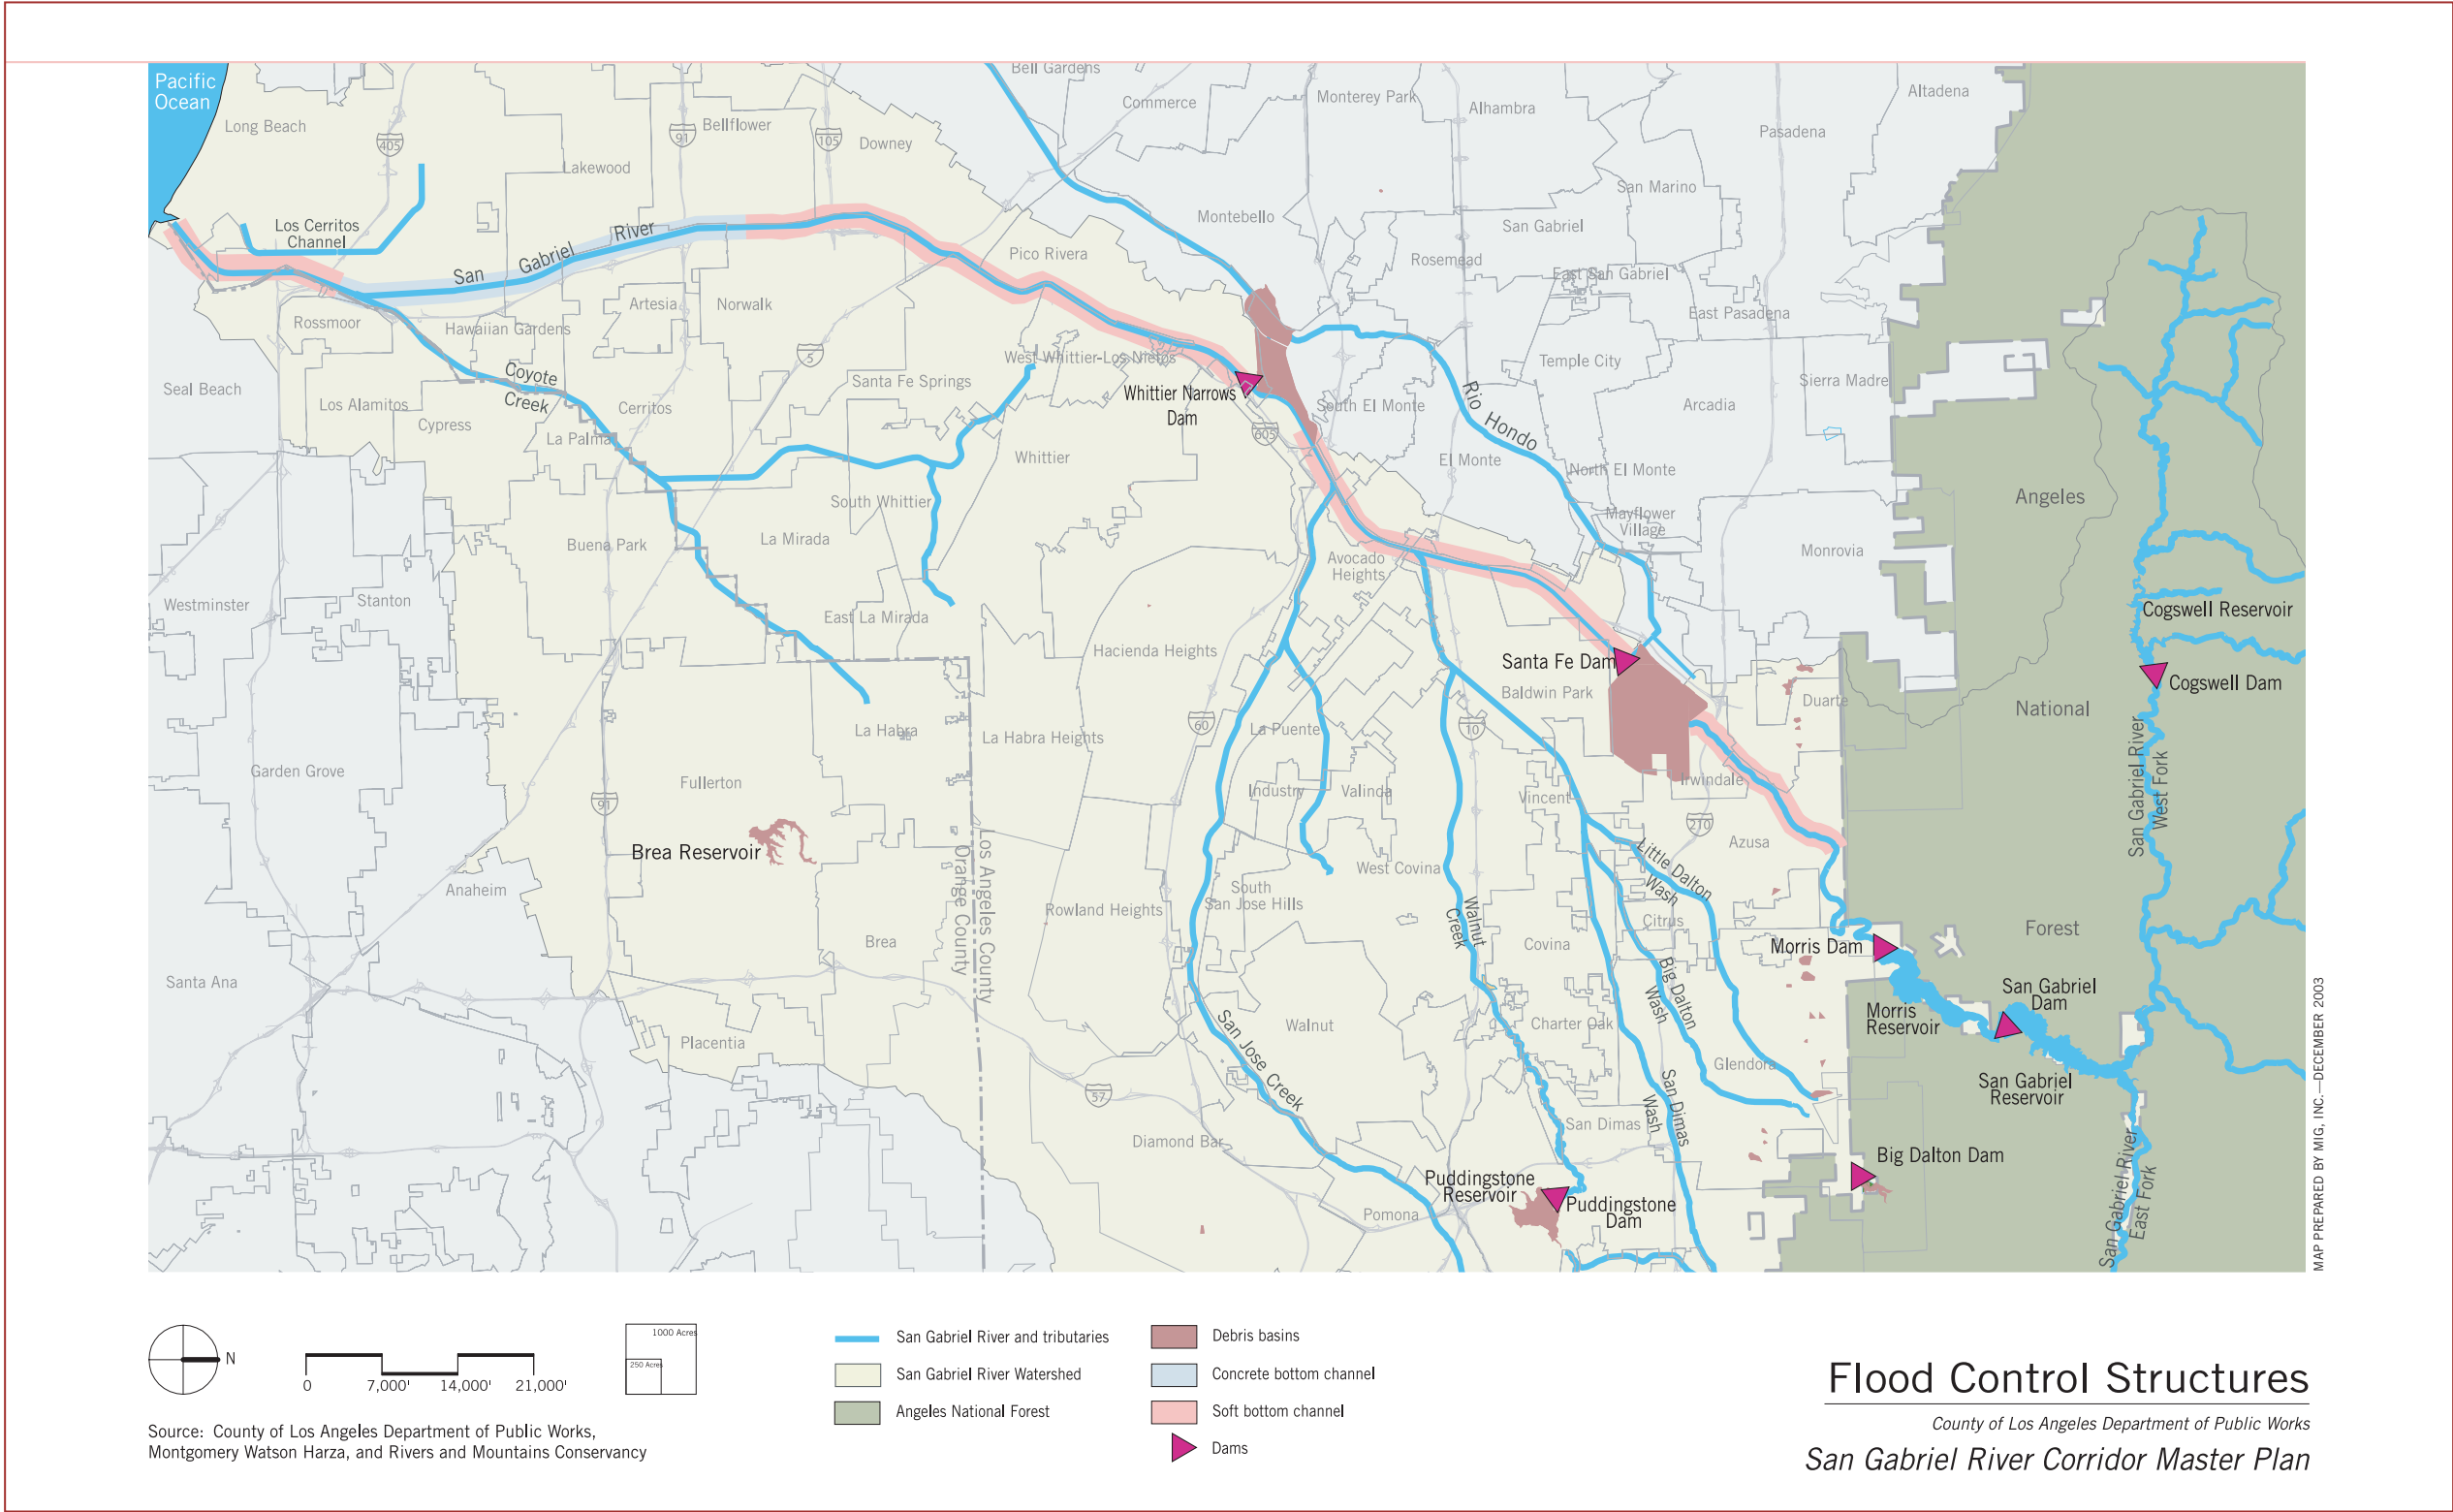 Pacific
Ocean
Long Beach
405
Los Cerritos
Channel
Lakewood
91
Bellflower
105
Downey
Bell Gardens
Commerce
Monterey Park
Alhambra
Pasadena
Altadena
San Marino
Montebello
San Gabriel
San Gabriel River
Pico Rivera
Rosemead
East San Gabriel
East Pasadena
Rossmoor
Hawaiian Gardens
Artesia
Norwalk
5
West Whittier-Los Nietos
Temple City
Sierra Madre
Seal Beach
Coyote
Creek
Santa Fe Springs
Whittier Narrows
Dam
South El Monte
Rio Hondo
Arcadia
Los Alamitos
Cypress
Cerritos
La Palma
605
Whittier
El Monte
North El Monte
South Whittier
Mayflower
Village
Angeles
Buena Park
La Mirada
Avocado
Heights
Monrovia
Westminster
Stanton
East La Mirada
Hacienda Heights
Cogswell Reservoir
Santa Fe Dam
Baldwin Park
Duarte
Cogswell Dam
National
La Habra
La Habra Heights
60
La Puente
10
San Gabriel River
West Fork
Garden Grove
Fullerton
91
Industry
Valinda
Vincent
Irwindale
210
Azusa
Brea Reservoir
Los Angeles County
Orange County
Anaheim
West Covina
Little Dalton
Wash
South
San Jose Hills
Rowland Heights
Walnut
Creek
Citrus
Covina
Forest
Brea
Morris Dam
Santa Ana
Big Dalton
Wash
San Gabriel
Dam
Morris
Reservoir
Walnut
Charter Oak
Placentia
San Jose Creek
Glendora
San Gabriel
Reservoir
57
San Dimas
Wash
San Dimas
Diamond Bar
Big Dalton Dam
San Gabriel River
East Fork
Puddingstone
Reservoir
Puddingstone
Dam
Pomona
MAP PREPARED BY MIG, INC.—DECEMBER 2003
N
0 7,000' 14,000' 21,000'
1000 Acres
250 Acres
San Gabriel River and tributaries
San Gabriel River Watershed
Angeles National Forest
Debris basins
Concrete bottom channel
Soft bottom channel
Dams
Source: County of Los Angeles Department of Public Works,
Montgomery Watson Harza, and Rivers and Mountains Conservancy
Flood Control Structures
County of Los Angeles Department of Public Works
San Gabriel River Corridor Master Plan